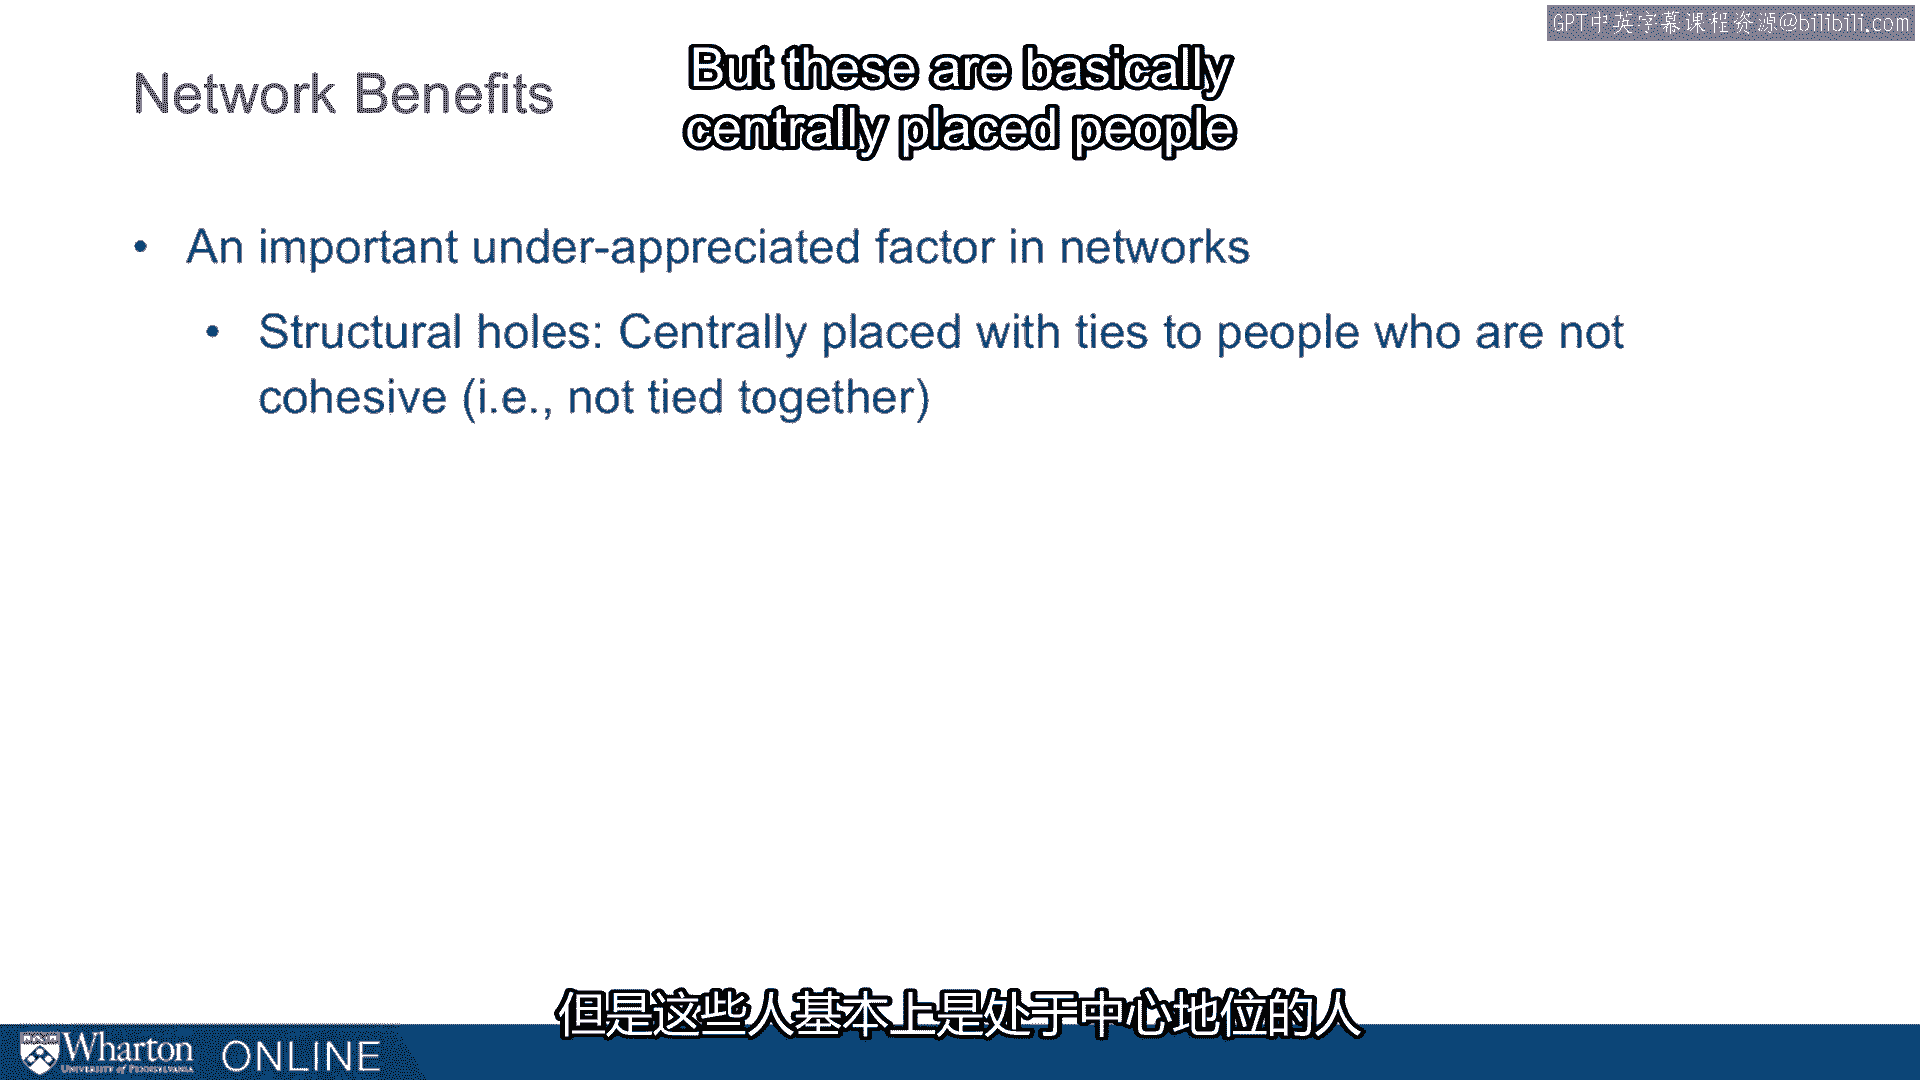 GPT中英字幕课程资源@bilibili.com
But these are basically
centrally placed people
Network Benefits
• An important under-appreciated factor in networks
• Structural holes: Centrally placed with ties to people who are not
cohesive (i.e., not tied together)
但是这些人基本上是处于中心地位的人
Wharton
UNIVERSITY of PENNSYLVANIA
ONLINE